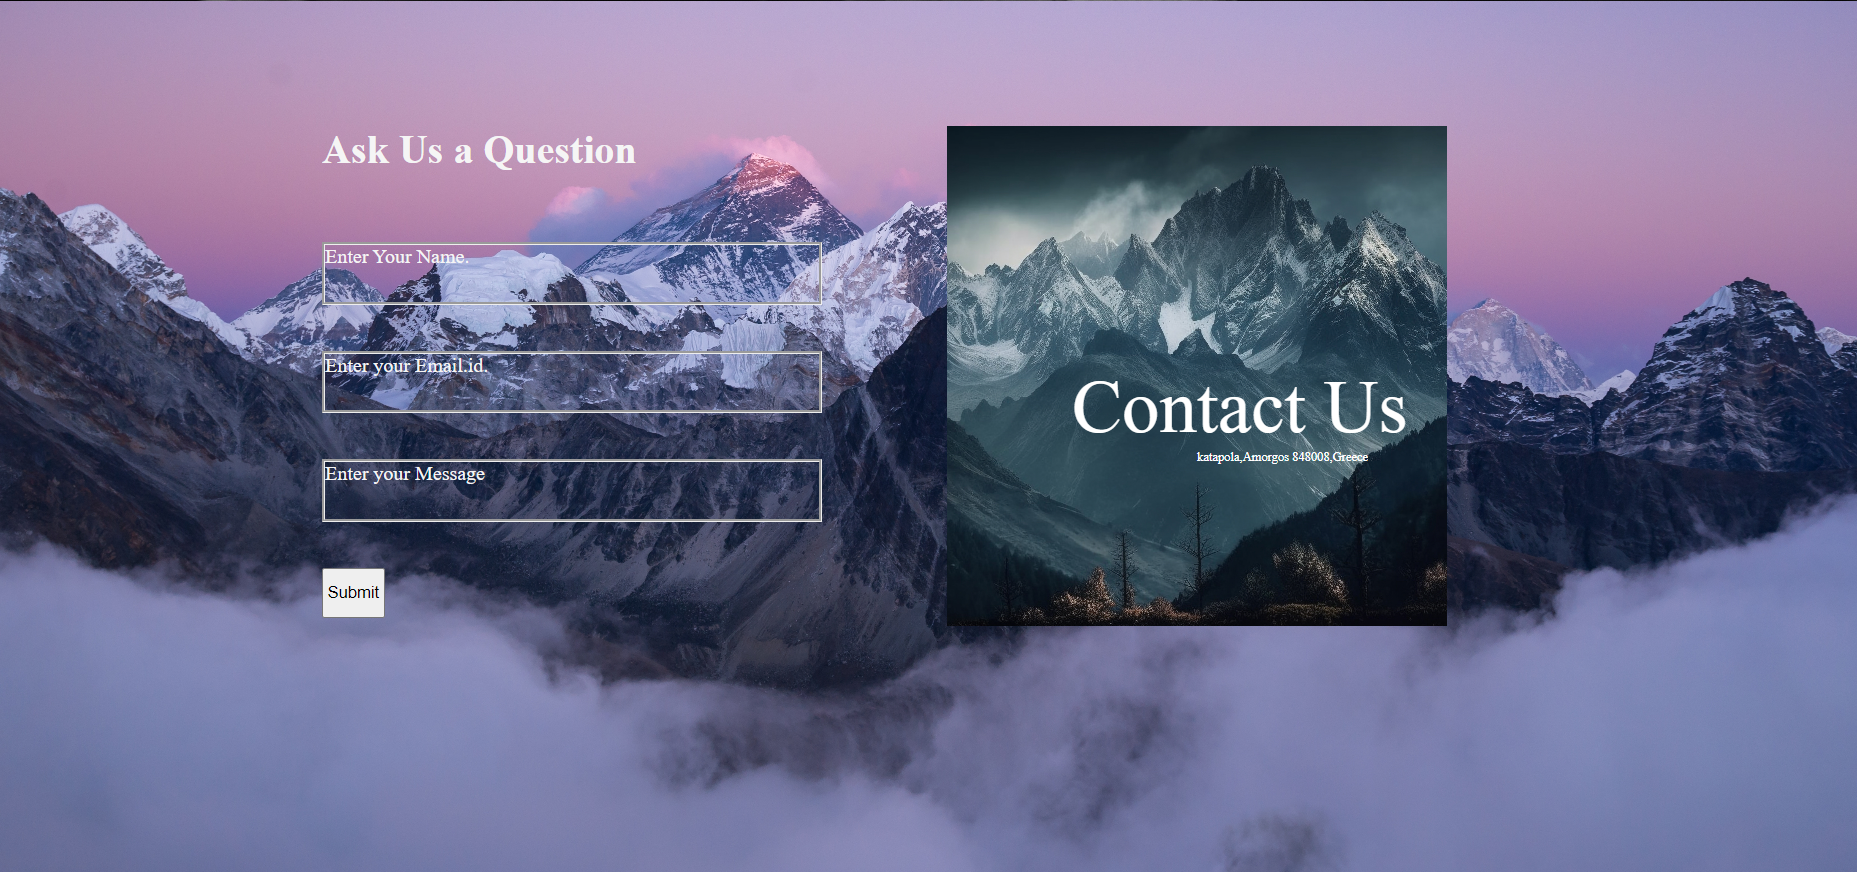 Ask Us a Question
Enter Your Name.
Enter your Email.id.
Enter your Message
Submit
Contact Us
katapola,Amorgos 848008,Greece